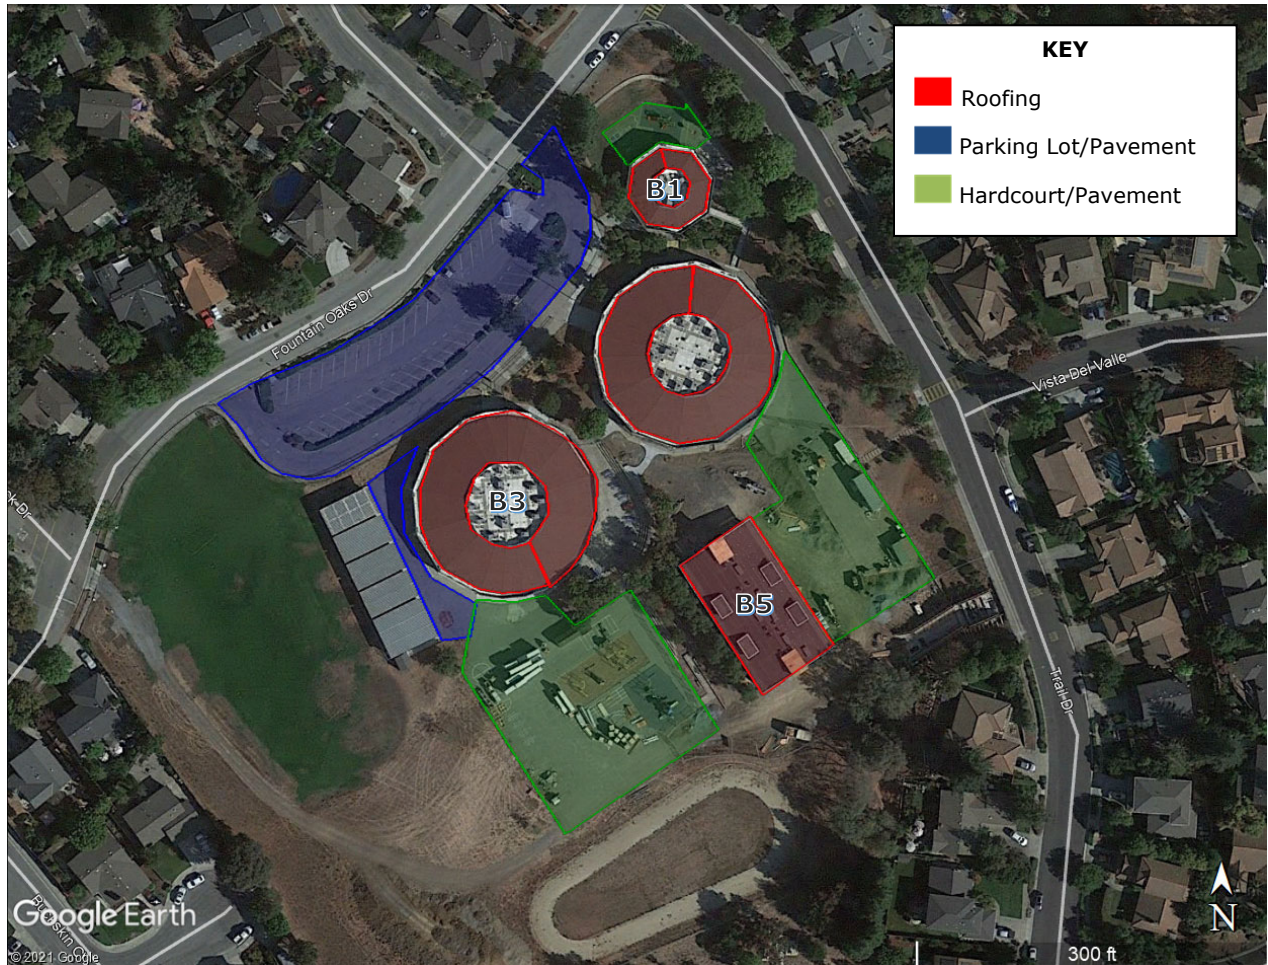 KEY
Roofing
Parking Lot/Pavement
Hardcourt/Pavement
B1
Fountain Oaks Dr
Vista Del Valle
B3
k Dr
B5
Trail Dr
Google Earth
N
© 2021 Google
300 ft